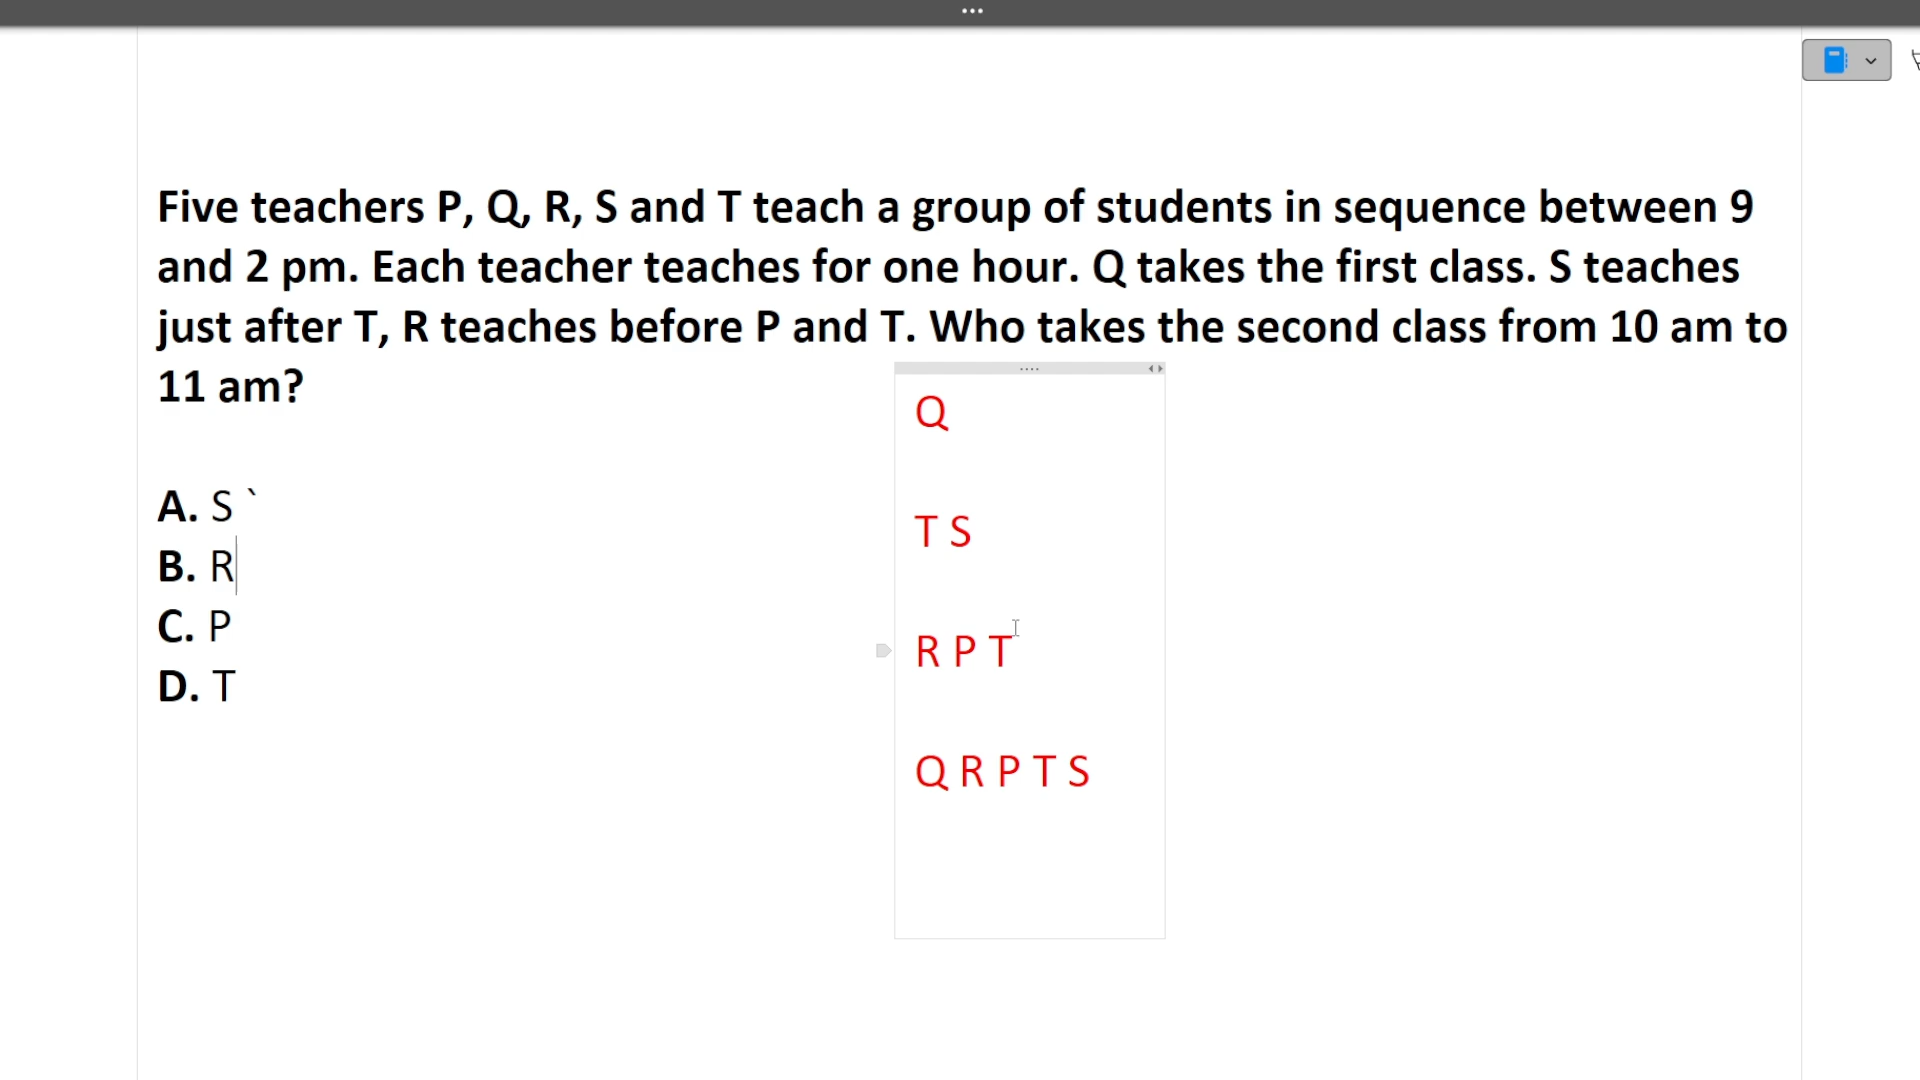 Five teachers P, Q, R, S and T teach a group of students in sequence between 9
and 2 pm. Each teacher teaches for one hour. Q takes the first class. S teaches
just after T, R teaches before P and T. Who takes the second class from 10 am to
11 am?
A. S `
B. R
C. P
D. T
Q
T S
R P T
Q R P T S